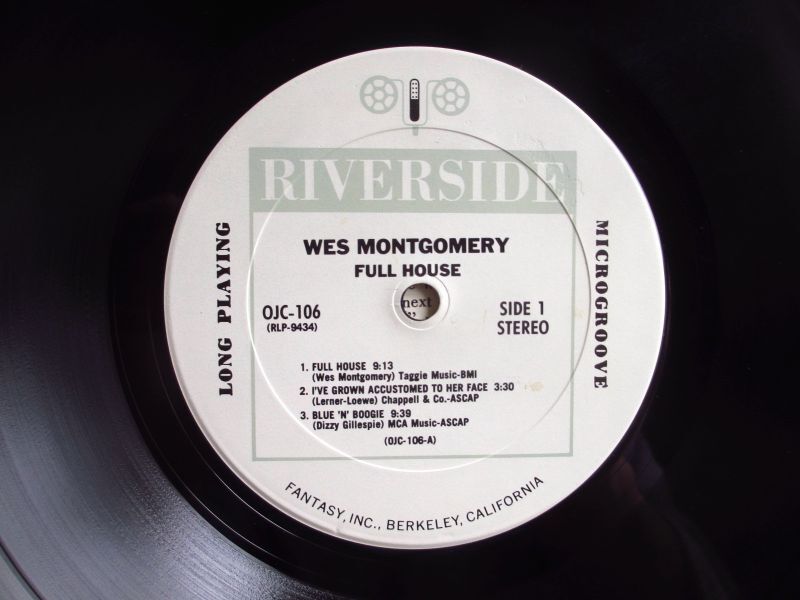 RIVERSIDE
WES MONTGOMERY
FULL HOUSE
LONG PLAYING
MICROGROOVE
OJC-106
(RLP-9434)
next
”
SIDE 1
STEREO
1. FULL HOUSE 9:13
(Wes Montgomery) Taggie Music-BMI
2. I'VE GROWN ACCUSTOMED TO HER FACE 3:30
(Lerner-Loewe) Chappell & Co.-ASCAP
3. BLUE 'N' BOOGIE 9:39
(Dizzy Gillespie) MCA Music-ASCAP
(OJC-106-A)
FANTASY, INC., BERKELEY, CALIFORNIA